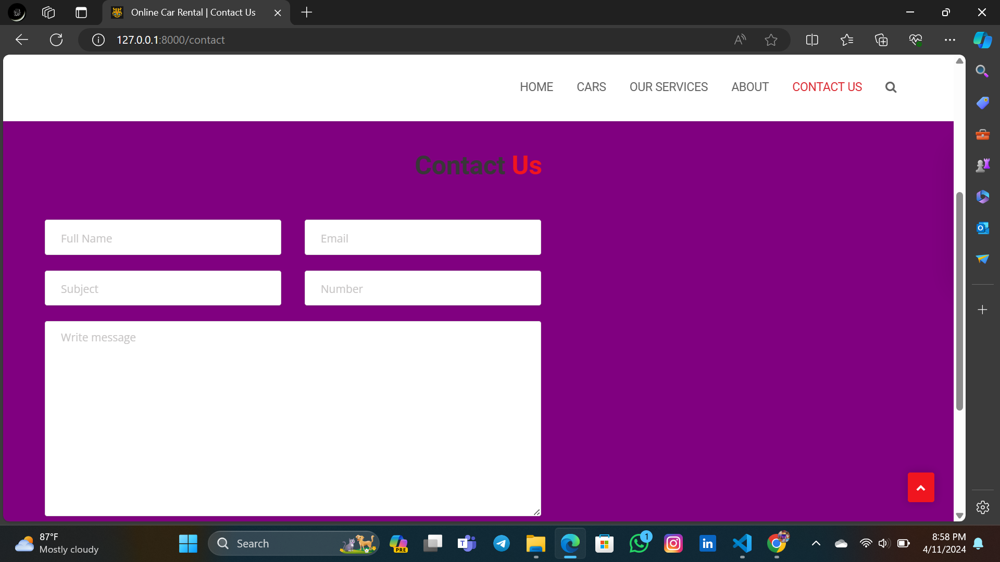 Online Car Rental | Contact Us
127.0.0.1:8000/contact
HOME CARS OUR SERVICES ABOUT CONTACT US
Contact Us
Full Name
Email
Subject
Number
Write message
87°F
Mostly cloudy
Search
PRE
T
1
in
O
8:58 PM
4/11/2024